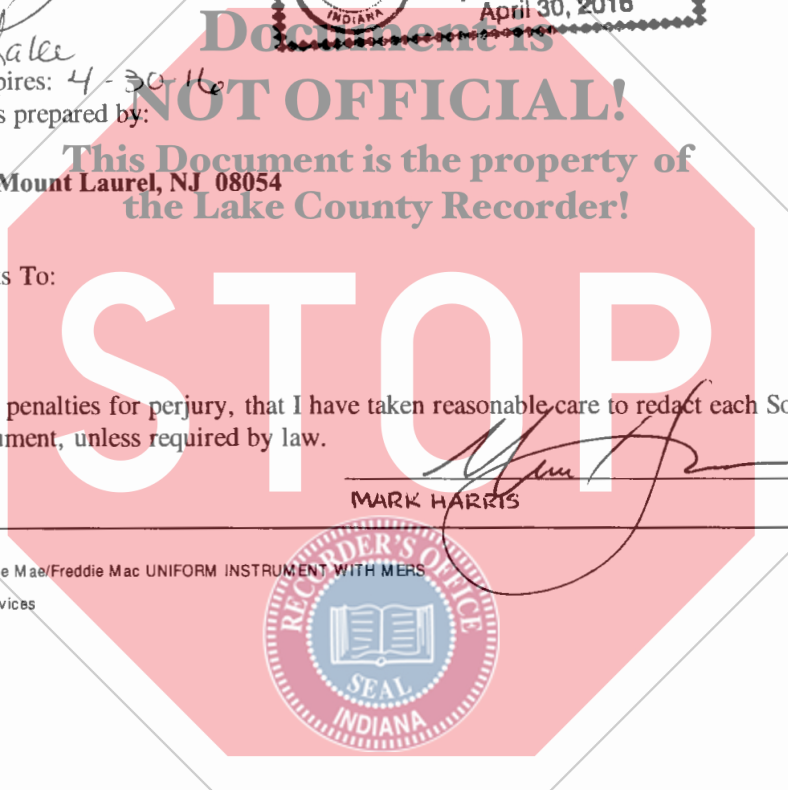 INDIANA
April 30, 2016
Document is
alee
pires: 4-30-16
NOT OFFICIAL!
s prepared by:
This Document is the property of
Mount Laurel, NJ 08054
the Lake County Recorder!
s To:
STOP
penalties for perjury, that I have taken reasonable care to redact each So
ument, unless required by law.
MARK HARRIS
RECORDER'S OFFICE
e Mae/Freddie Mac UNIFORM INSTRUMENT WITH MERS
vices
SEAL
INDIANA